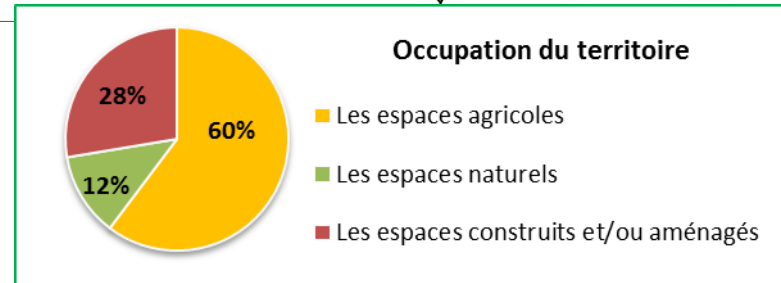 Occupation du territoire
28%
60%
12%
Les espaces agricoles
Les espaces naturels
Les espaces construits et/ou aménagés